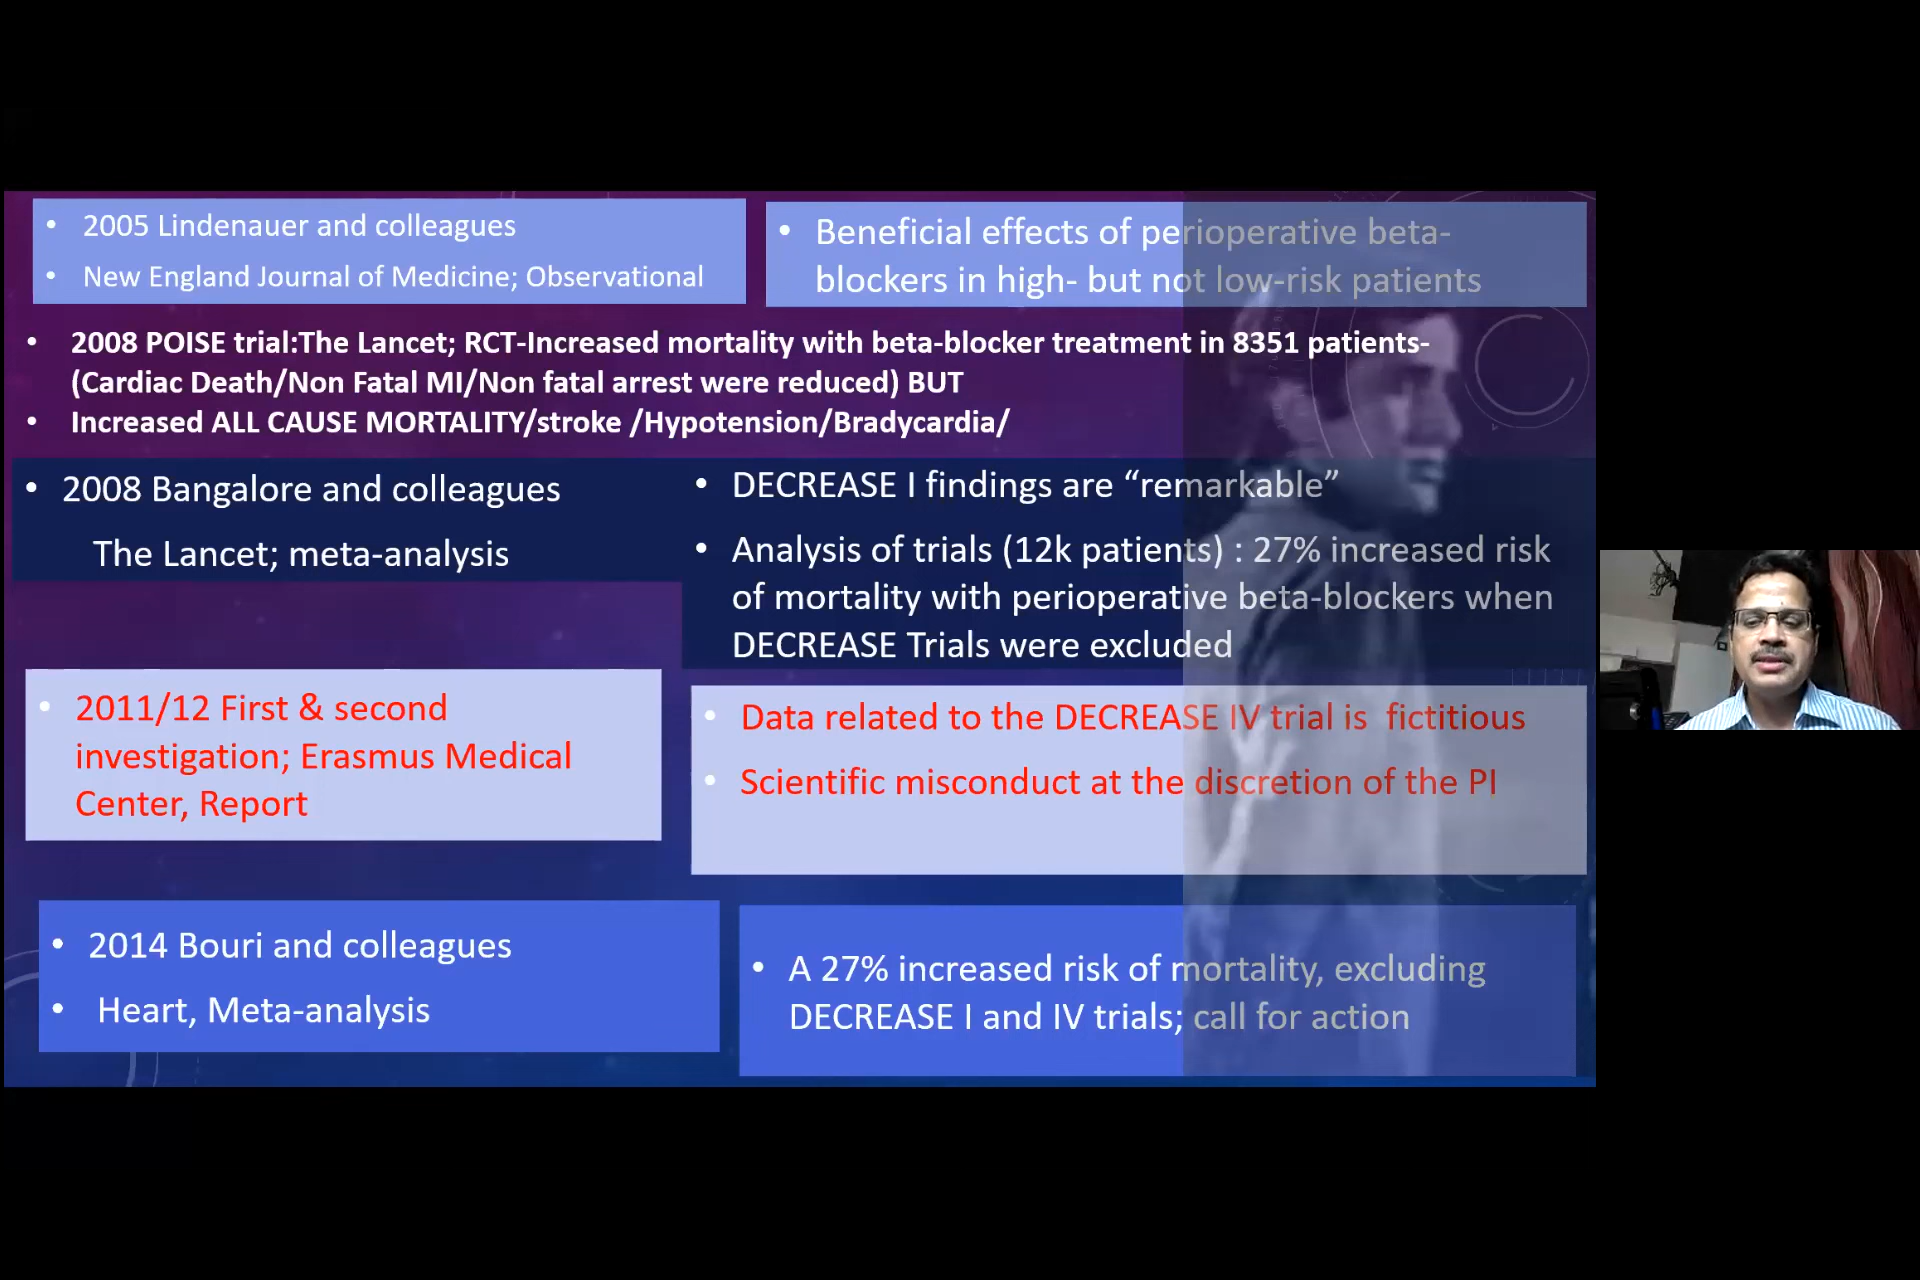 • 2005 Lindenauer and colleagues
• New England Journal of Medicine; Observational
• Beneficial effects of perioperative beta-
blockers in high- but not low-risk patients
• 2008 POISE trial:The Lancet; RCT-Increased mortality with beta-blocker treatment in 8351 patients-
(Cardiac Death/Non Fatal MI/Non fatal arrest were reduced) BUT
• Increased ALL CAUSE MORTALITY/stroke /Hypotension/Bradycardia/
• 2008 Bangalore and colleagues
The Lancet; meta-analysis
• DECREASE I findings are “remarkable”
• Analysis of trials (12k patients) : 27% increased risk
of mortality with perioperative beta-blockers when
DECREASE Trials were excluded
• 2011/12 First & second
investigation; Erasmus Medical
Center, Report
• Data related to the DECREASE IV trial is fictitious
• Scientific misconduct at the discretion of the PI
• 2014 Bouri and colleagues
• Heart, Meta-analysis
• A 27% increased risk of mortality, excluding
DECREASE I and IV trials; call for action